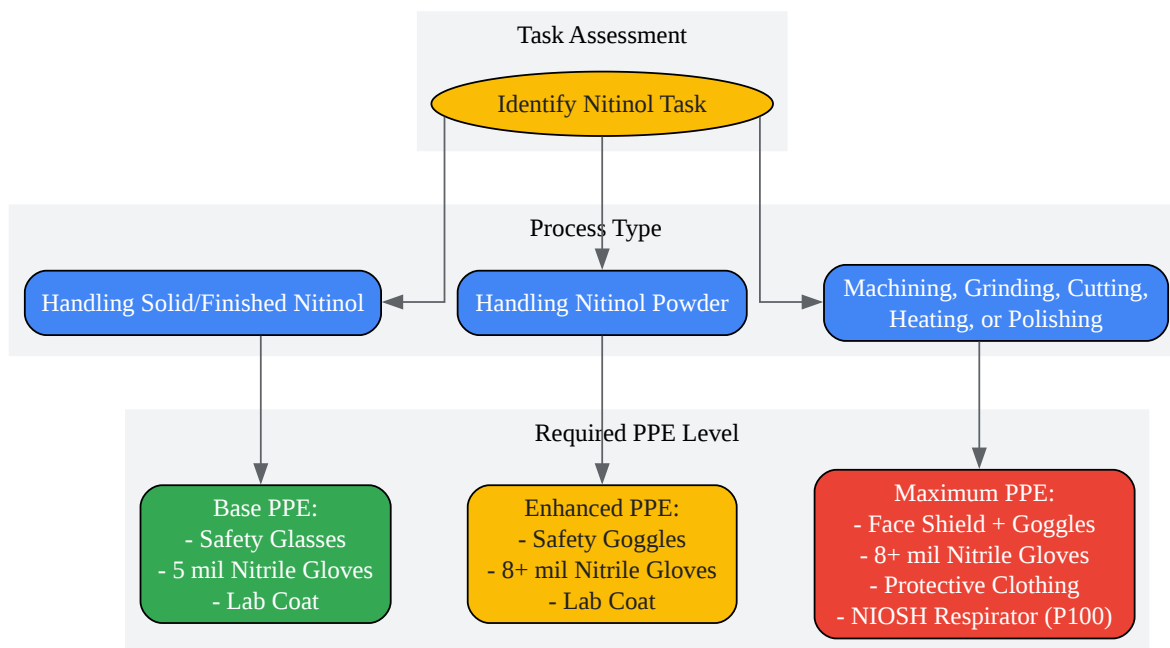 Task Assessment
Identify Nitinol Task
Process Type
Handling Solid/Finished Nitinol
Handling Nitinol Powder
Machining, Grinding, Cutting,
Heating, or Polishing
Required PPE Level
Base PPE:
- Safety Glasses
- 5 mil Nitrile Gloves
- Lab Coat
Enhanced PPE:
- Safety Goggles
- 8+ mil Nitrile Gloves
- Lab Coat
Maximum PPE:
- Face Shield + Goggles
- 8+ mil Nitrile Gloves
- Protective Clothing
- NIOSH Respirator (P100)